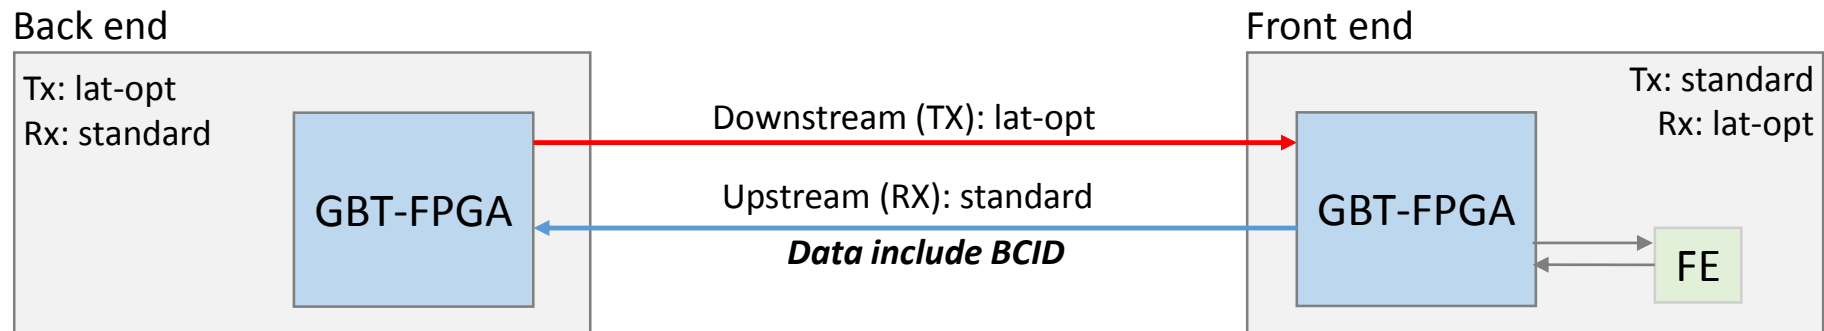 Back end
Tx: lat-opt
Rx: standard
GBT-FPGA
Downstream (TX): lat-opt
Upstream (RX): standard
Data include BCID
Front end
Tx: standard
Rx: lat-opt
GBT-FPGA
FE